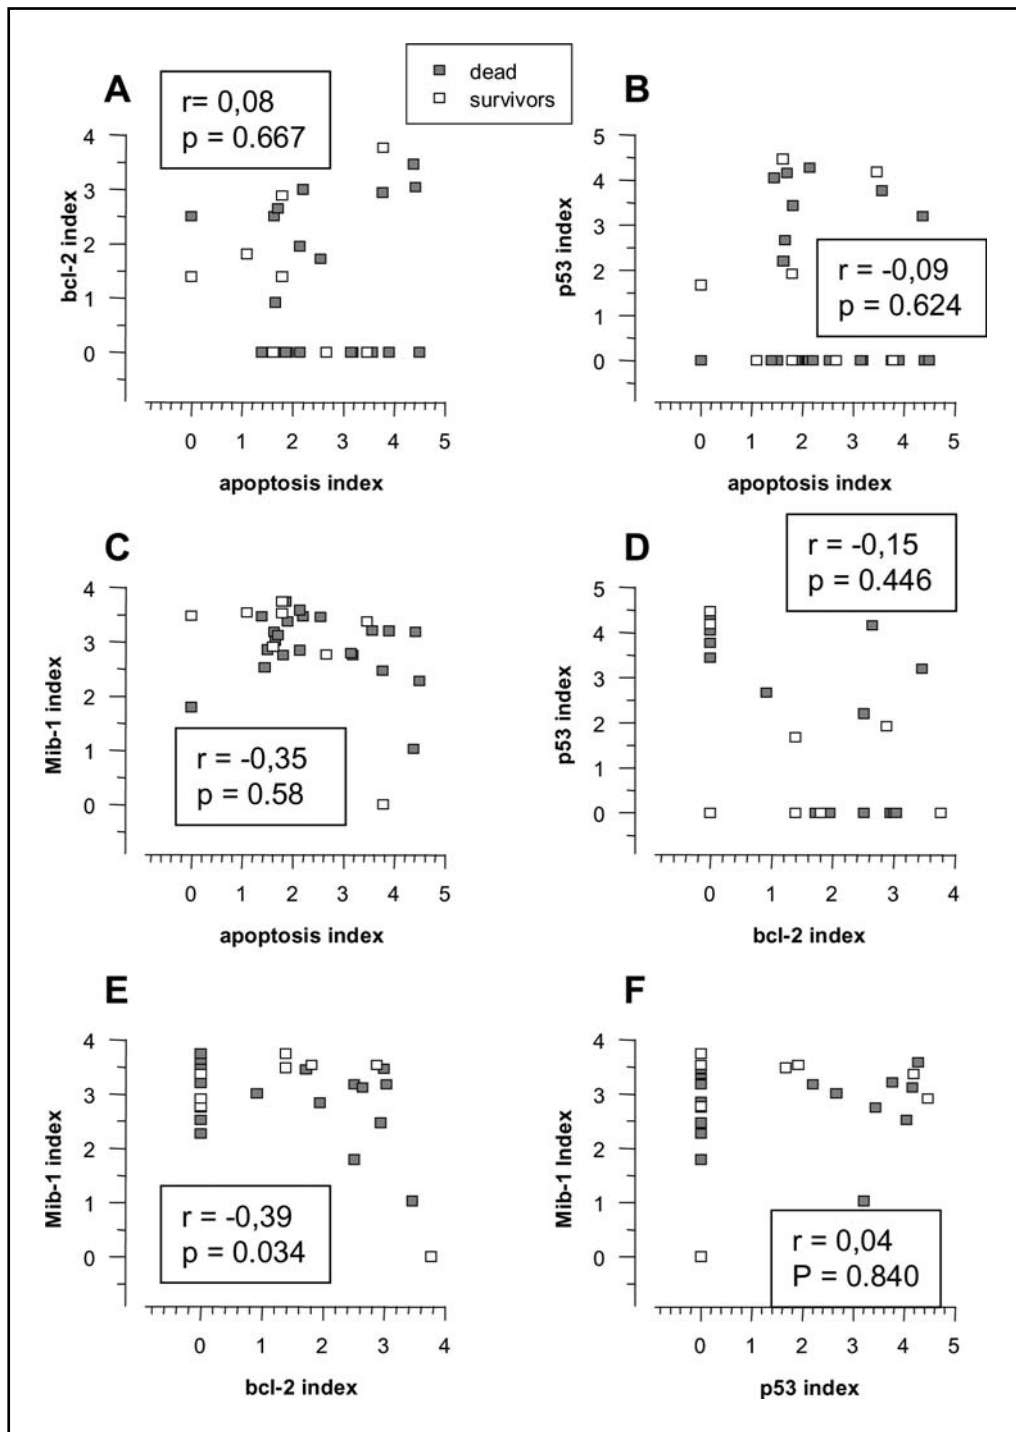 dead
survivors
A
r= 0,08
p = 0.667
4
3
2
1
0
bcl-2 index
0 1 2 3 4 5
apoptosis index
B
5
4
3
2
1
0
p53 index
r = -0,09
p = 0.624
0 1 2 3 4 5
apoptosis index
C
4
3
2
1
0
Mib-1 index
r = -0,35
p = 0.58
0 1 2 3 4 5
apoptosis index
D
r = -0,15
p = 0.446
5
4
3
2
1
0
p53 index
0 1 2 3 4
bcl-2 index
E
4
3
2
1
0
Mib-1 index
r = -0,39
p = 0.034
0 1 2 3 4
bcl-2 index
F
4
3
2
1
0
Mib-1 Index
r = 0,04
P = 0.840
0 1 2 3 4 5
p53 index